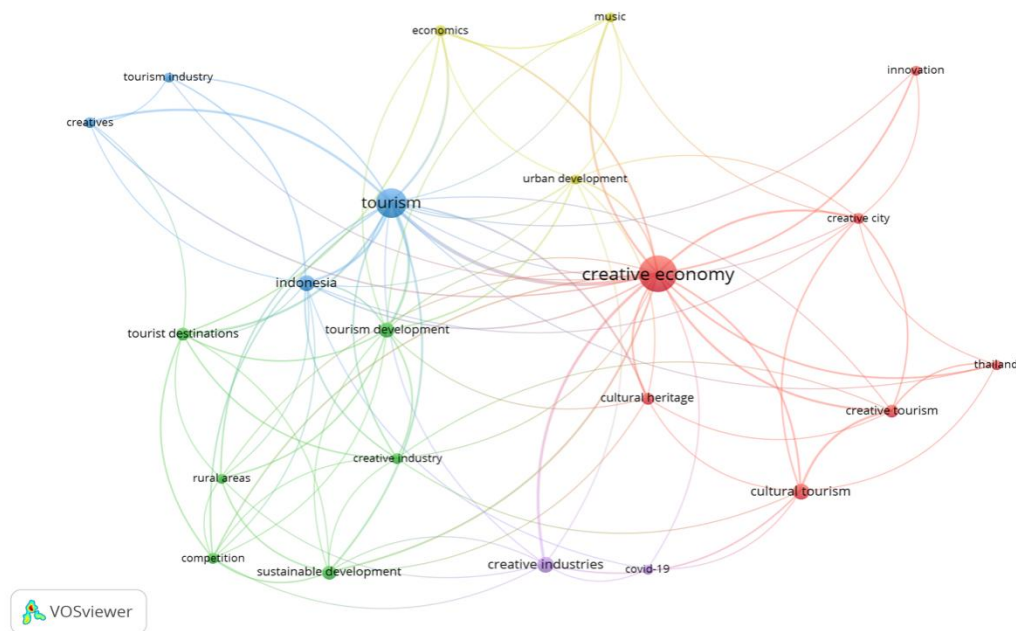 music
economics
innovation
tourism industry
creatives
urban development
tourism
creative city
creative economy
indonesia
tourist destinations
tourism development
thailand
cultural heritage
creative tourism
creative industry
rural areas
cultural tourism
competition
sustainable development
creative industries
covid-19
VOSviewer